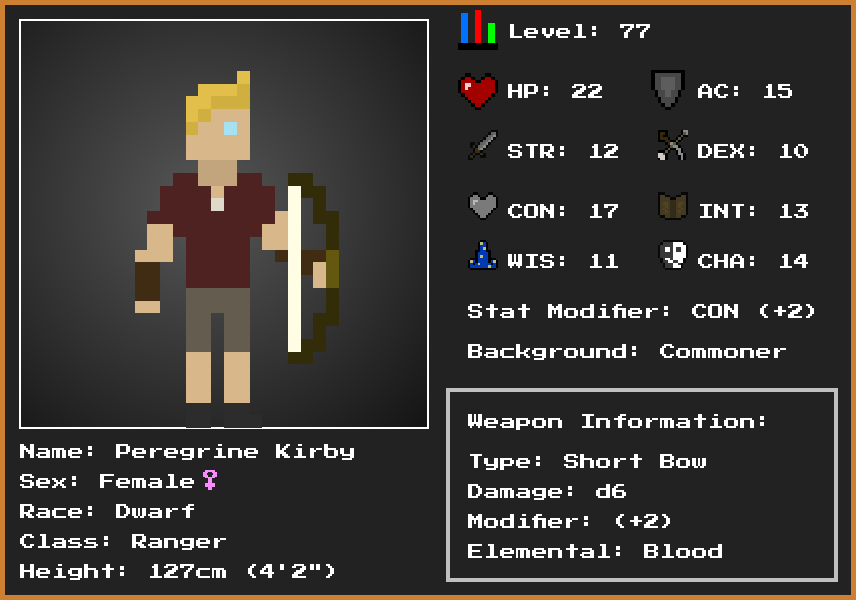 Level: 77
HP: 22
AC: 15
STR: 12
DEX: 10
CON: 17
INT: 13
WIS: 11
CHA: 14
Stat Modifier: CON (+2)
Background: Commoner
Weapon Information:
Type: Short Bow
Damage: d6
Modifier: (+2)
Elemental: Blood
Name: Peregrine Kirby
Sex: Female♀
Race: Dwarf
Class: Ranger
Height: 127cm (4'2")